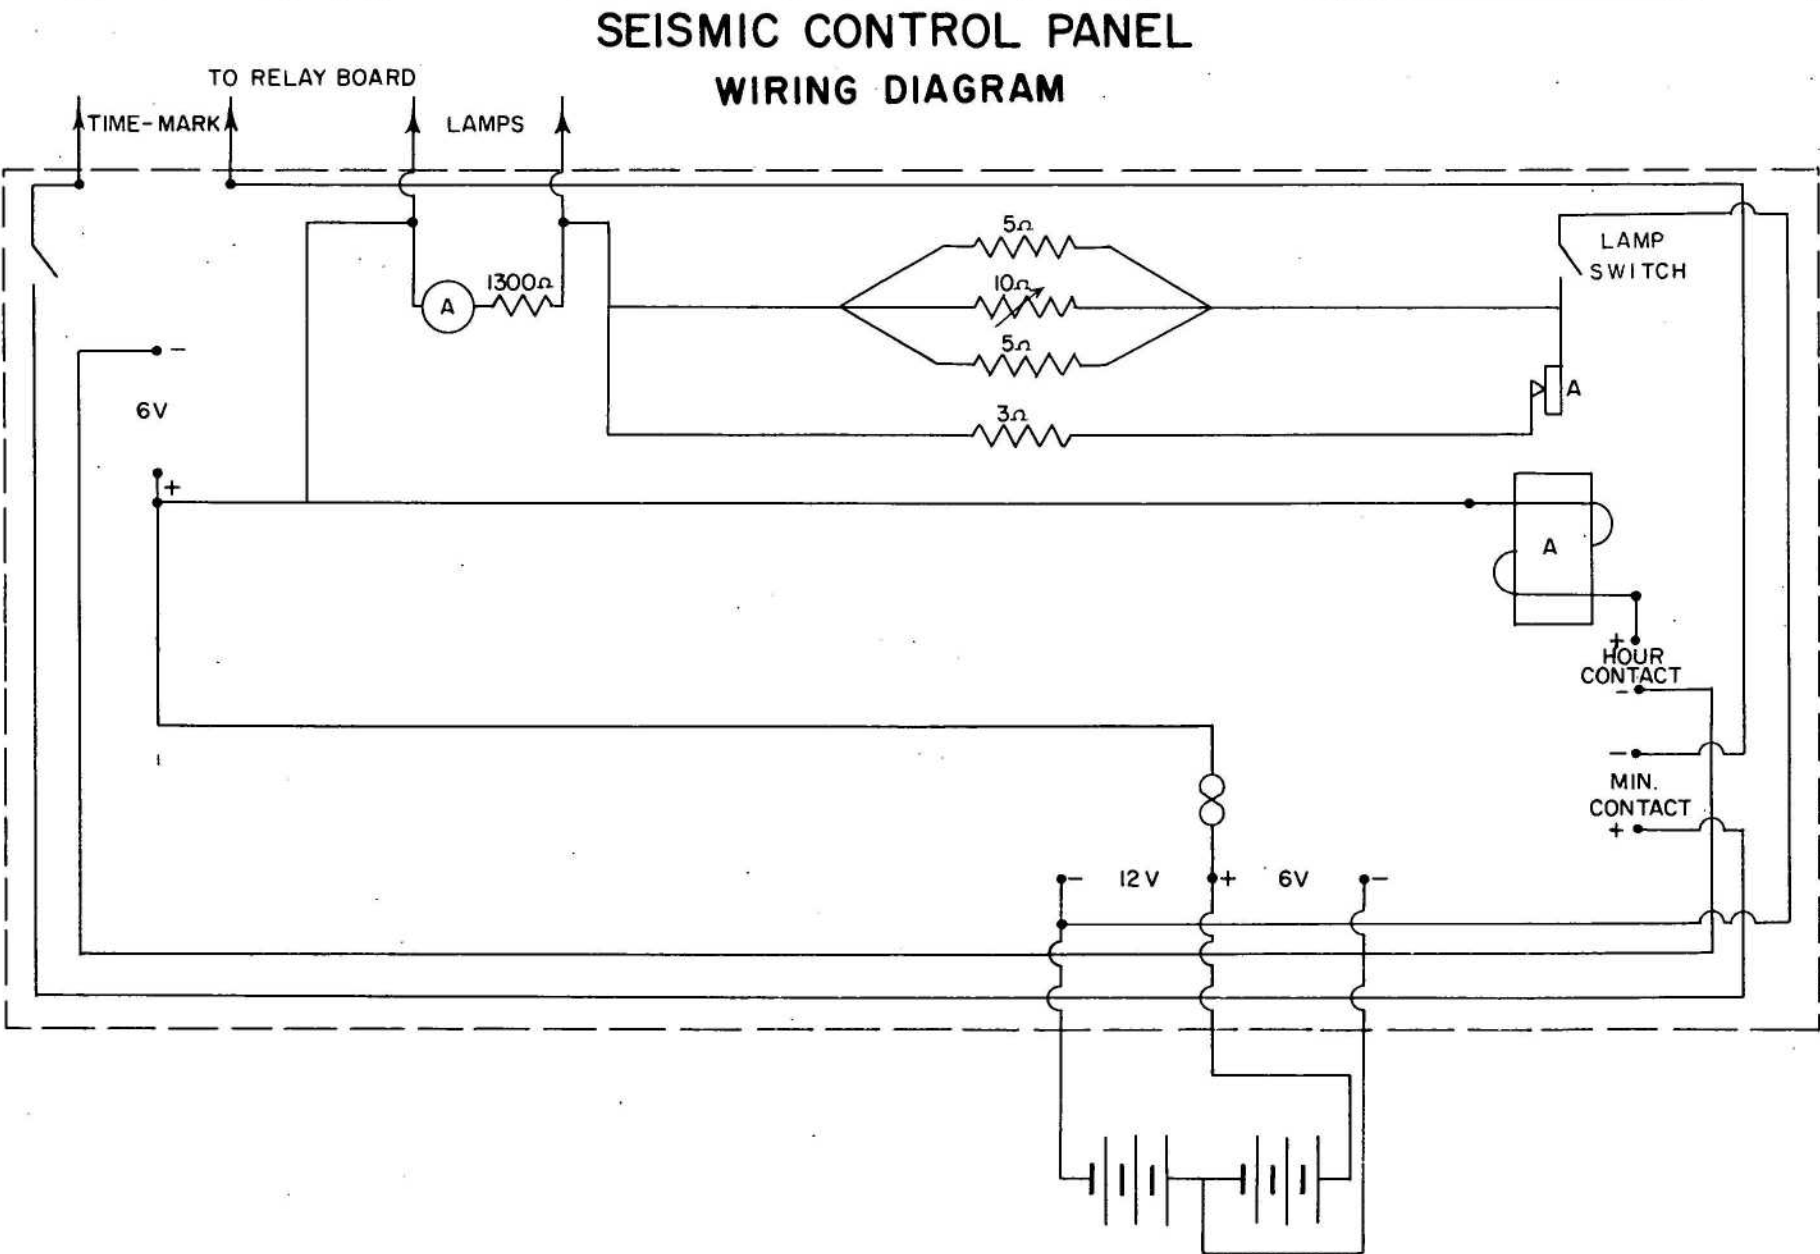 SEISMIC CONTROL PANEL
WIRING DIAGRAM
TO RELAY BOARD
TIME-MARK
LAMPS
5Ω
LAMP
SWITCH
1300Ω
10Ω
A
5Ω
-
A
6V
3Ω
+
A
+
HOUR
CONTACT
-
-
MIN.
CONTACT
+
- 12V + 6V -